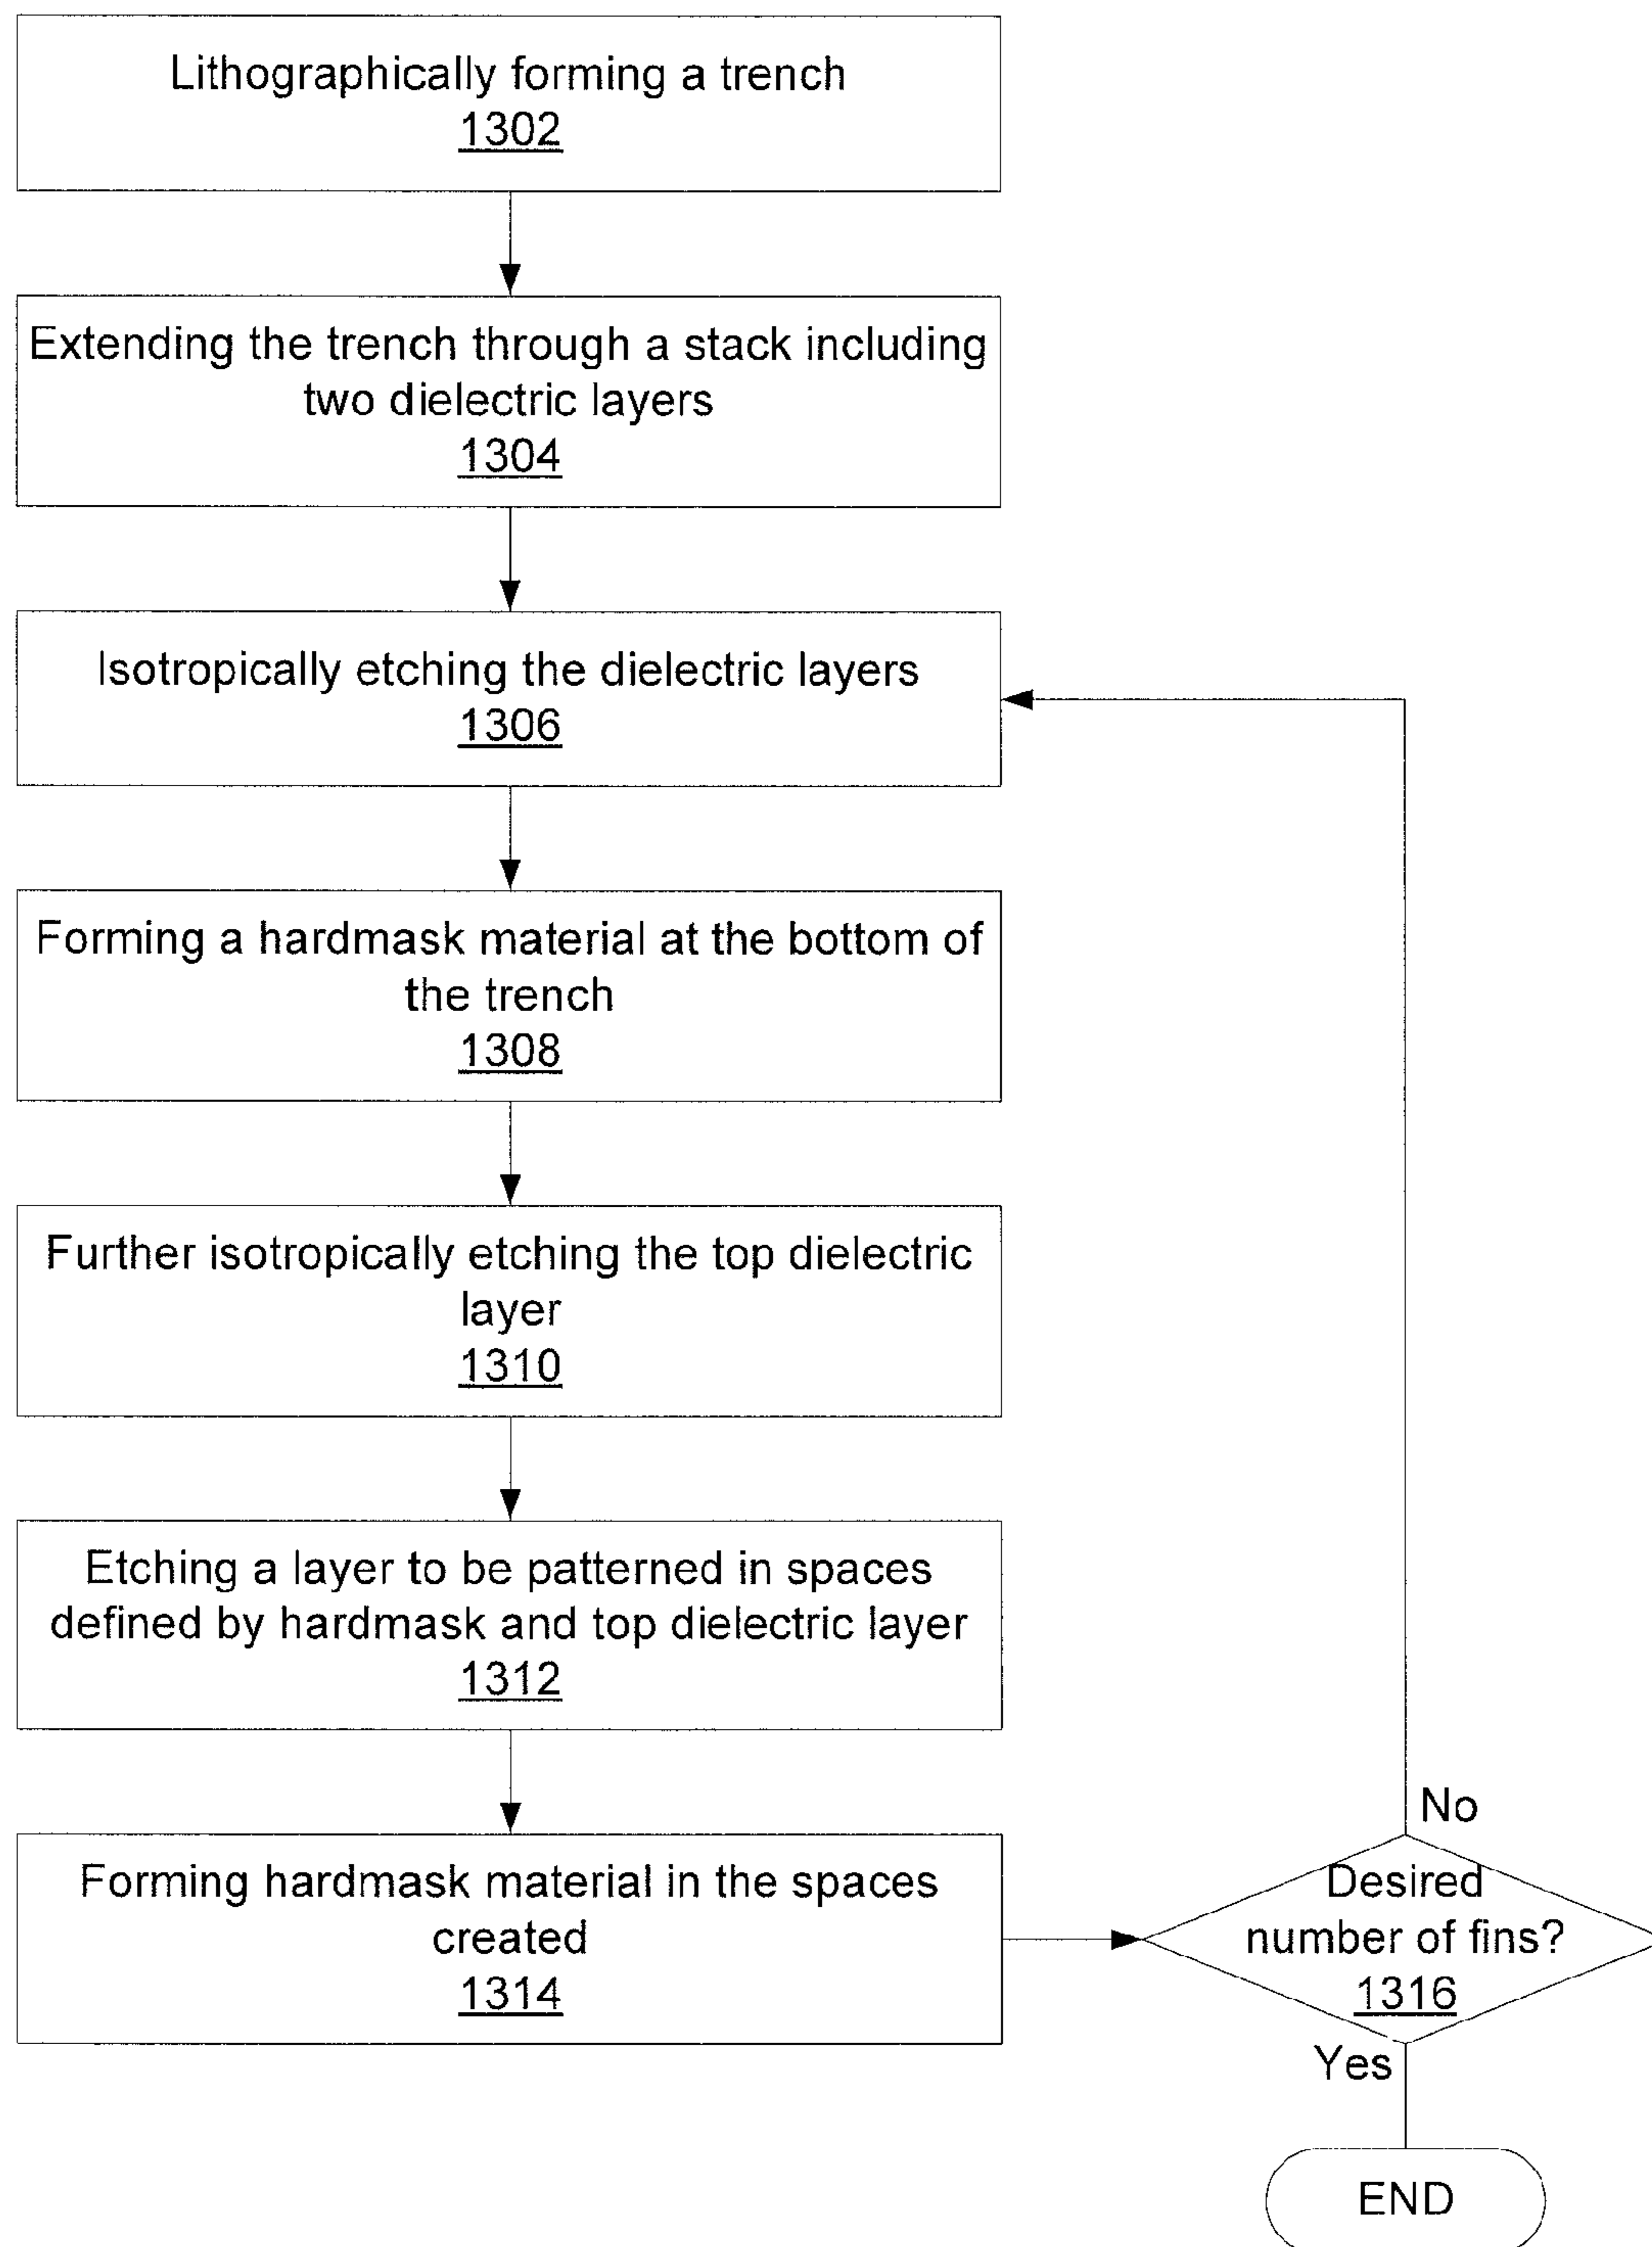 Lithographically forming a trench
1302
Extending the trench through a stack including
two dielectric layers
1304
Isotropically etching the dielectric layers
1306
Forming a hardmask material at the bottom of
the trench
1308
Further isotropically etching the top dielectric
layer
1310
Etching a layer to be patterned in spaces
defined by hardmask and top dielectric layer
1312
Forming hardmask material in the spaces
created
1314
No
Desired
number of fins?
1316
Yes
END